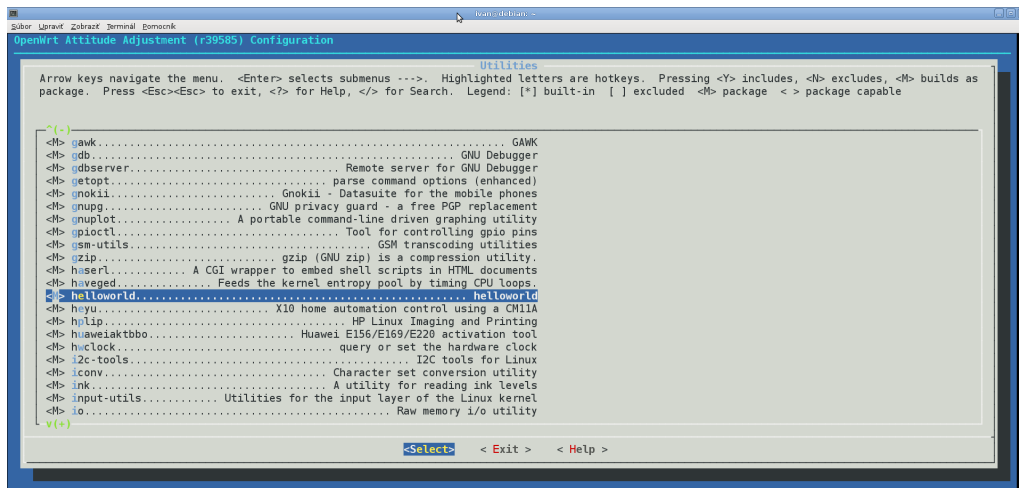 ivan@debian: ~
Súbor Upraviť Zobraziť Terminál Pomocník
OpenWrt Attitude Adjustment (r39585) Configuration
Utilities
Arrow keys navigate the menu. <Enter> selects submenus --->. Highlighted letters are hotkeys. Pressing <Y> includes, <N> excludes, <M> builds as
package. Press <Esc><Esc> to exit, <?> for Help, </> for Search. Legend: [*] built-in [ ] excluded <M> package < > package capable
^(-)
<M> gawk................................................................ GAWK
<M> gdb......................................................... GNU Debugger
<M> gdbserver................................. Remote server for GNU Debugger
<M> getopt.................................. parse command options (enhanced)
<M> gnokii.......................... Gnokii - Datasuite for the mobile phones
<M> gnupg......................... GNU privacy guard - a free PGP replacement
<M> gnuplot.................. A portable command-line driven graphing utility
<M> gpioctl................................... Tool for controlling gpio pins
<M> gsm-utils...................................... GSM transcoding utilities
<M> gzip............................ gzip (GNU zip) is a compression utility.
<M> haserl............ A CGI wrapper to embed shell scripts in HTML documents
<M> haveged............... Feeds the kernel entropy pool by timing CPU loops.
<M> helloworld.................................................... helloworld
<M> heyu............................ X10 home automation control using a CM11A
<M> hplip....................................... HP Linux Imaging and Printing
<M> huaweiaktbbo....................... Huawei E156/E169/E220 activation tool
<M> hwclock................................... query or set the hardware clock
<M> i2c-tools............................................ I2C tools for Linux
<M> iconv................................... Character set conversion utility
<M> ink..................................... A utility for reading ink levels
<M> input-utils............ Utilities for the input layer of the Linux kernel
<M> io................................................ Raw memory i/o utility
v(+)
<Select> < Exit > < Help >